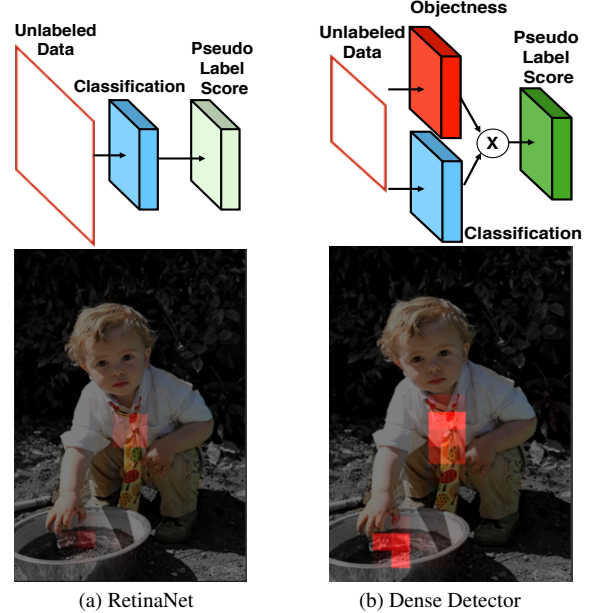 Unlabeled
Data
Classification
Pseudo
Label
Score
(a) RetinaNet
Objectness
Unlabeled
Data
Pseudo
Label
Score
X
Classification
(b) Dense Detector